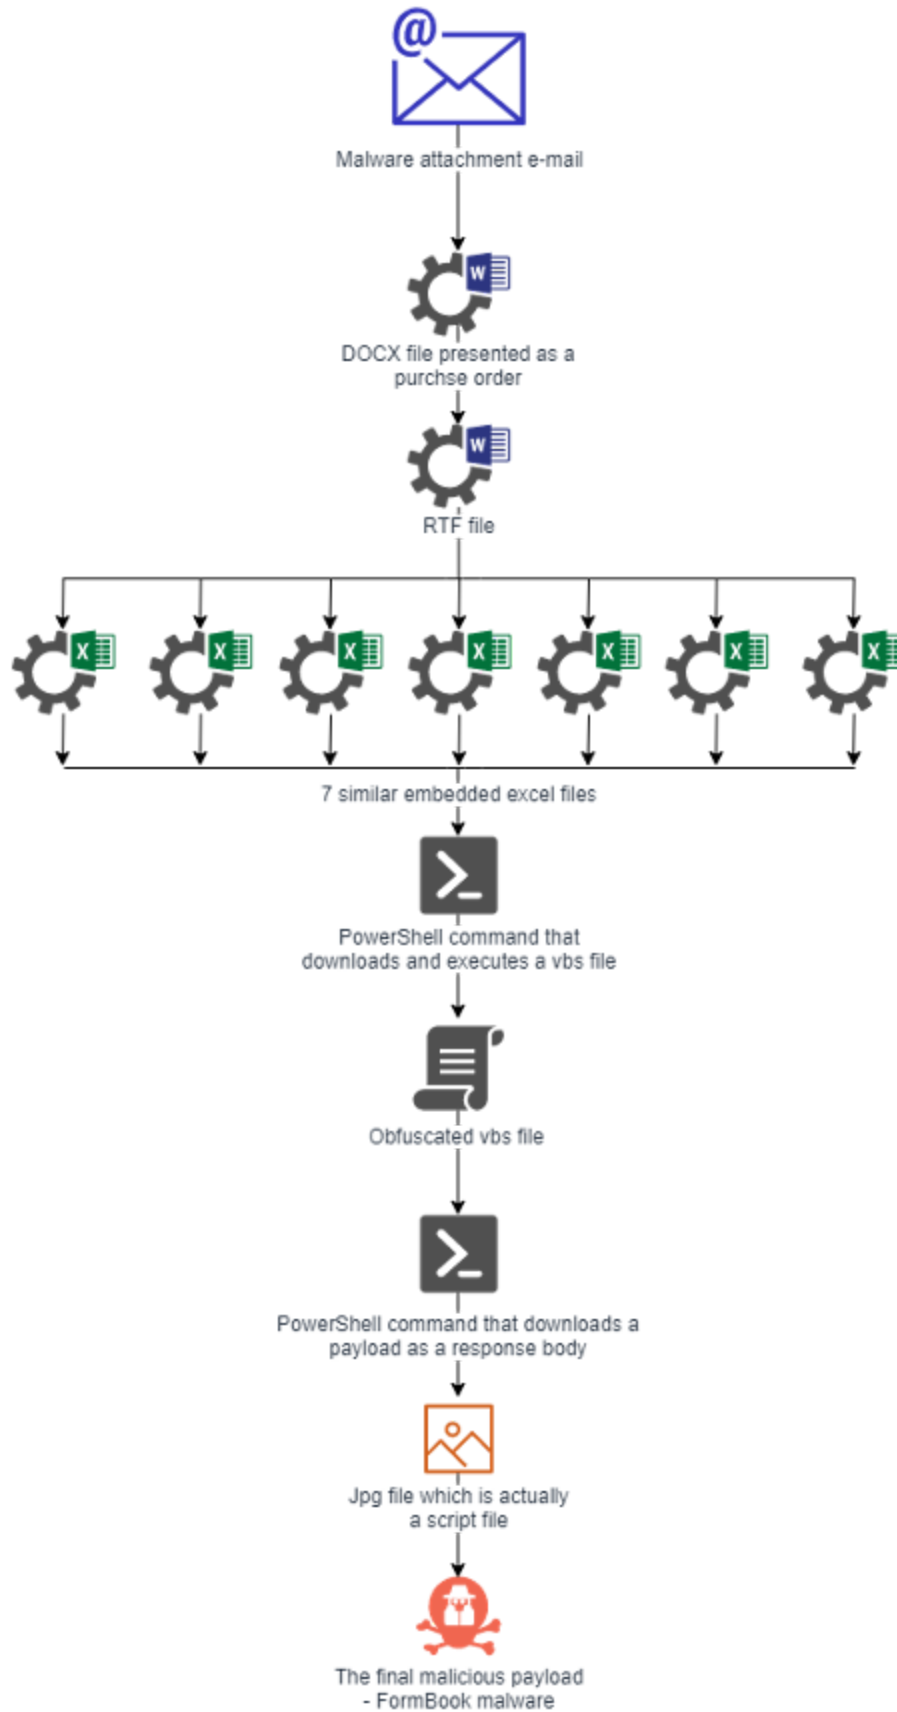 @
Malware attachment e-mail
W
DOCX file presented as a
purchse order
W
RTF file
X X X X X X X
7 similar embedded excel files
PowerShell command that
downloads and executes a vbs file
Obfuscated vbs file
PowerShell command that downloads a
payload as a response body
Jpg file which is actually
a script file
The final malicious payload
- FormBook malware